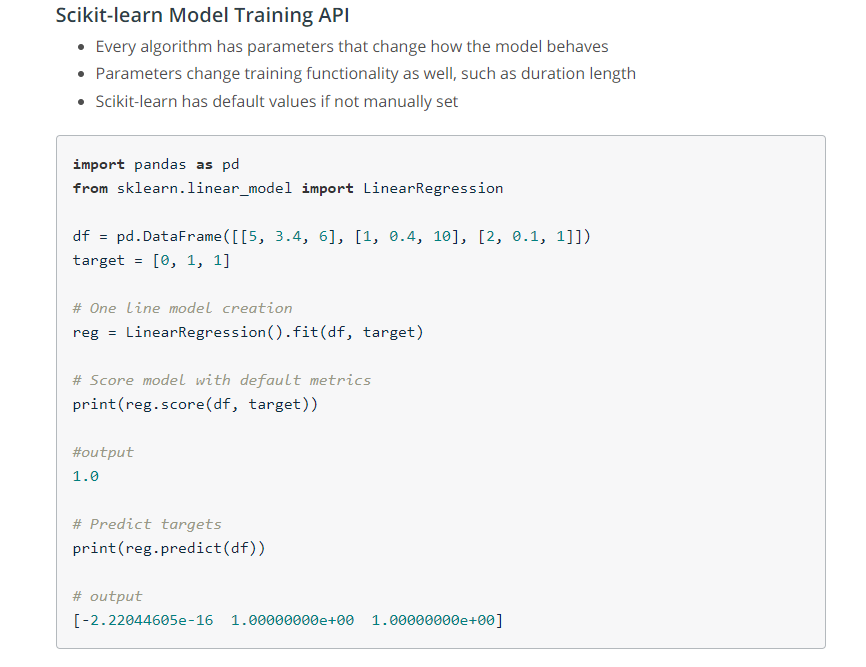 Scikit-learn Model Training API
• Every algorithm has parameters that change how the model behaves
• Parameters change training functionality as well, such as duration length
• Scikit-learn has default values if not manually set
import pandas as pd
from sklearn.linear_model import LinearRegression
df = pd.DataFrame([[5, 3.4, 6], [1, 0.4, 10], [2, 0.1, 1]])
target = [0, 1, 1]
# One line model creation
reg = LinearRegression().fit(df, target)
# Score model with default metrics
print(reg.score(df, target))
#output
1.0
# Predict targets
print(reg.predict(df))
# output
[-2.22044605e-16  1.00000000e+00  1.00000000e+00]